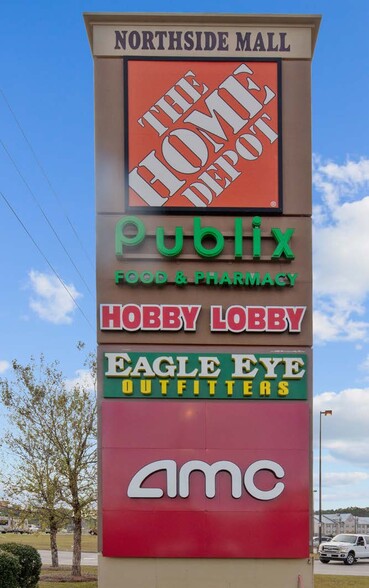 NORTHSIDE MALL
THE
HOME
DEPOT
Publix
FOOD & PHARMACY
HOBBY LOBBY
EAGLE EYE
OUTFITTERS
amc